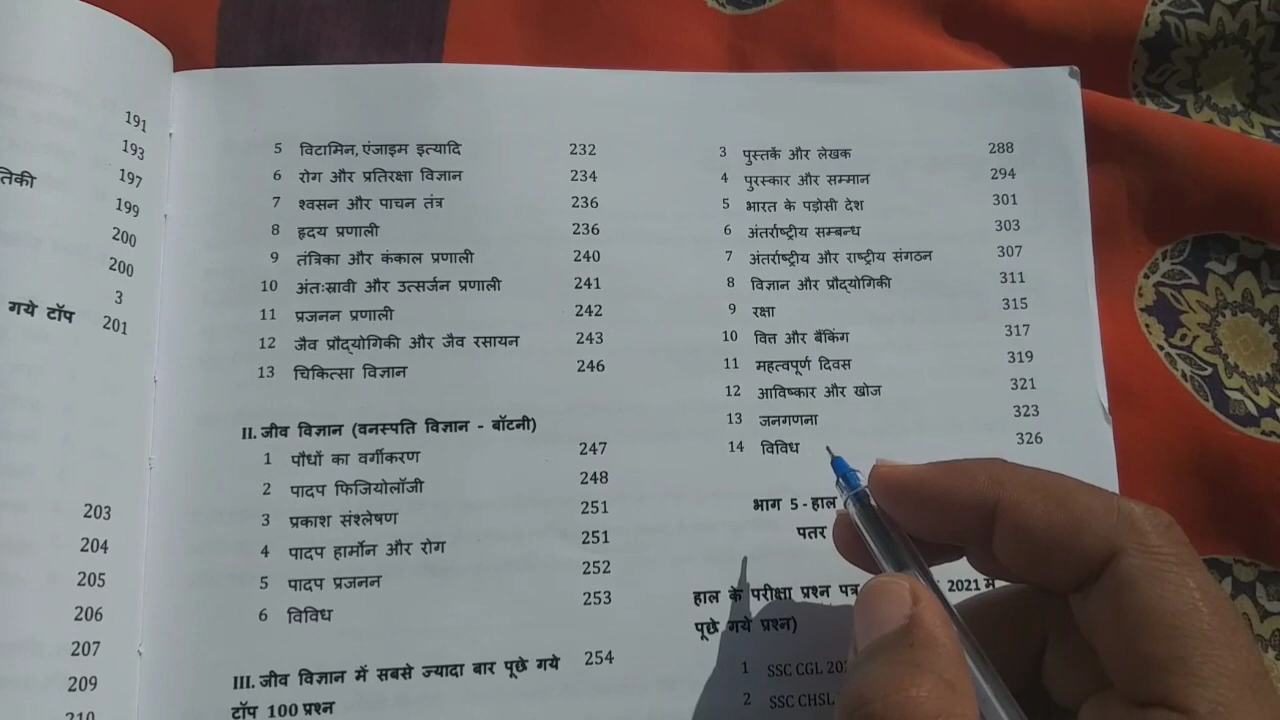 191
193
197
तिकी
199
200
200
3
गये टॉप 201
203
204
205
206
207
209
210
5 विटामिन, एंजाइम इत्यादि 232
6 रोग और प्रतिरक्षा विज्ञान 234
7 श्वसन और पाचन तंत्र 236
8 हृदय प्रणाली 236
9 तंत्रिका और कंकाल प्रणाली 240
10 अंतःस्रावी और उत्सर्जन प्रणाली 241
11 प्रजनन प्रणाली 242
12 जैव प्रौद्योगिकी और जैव रसायन 243
13 चिकित्सा विज्ञान 246
II. जीव विज्ञान (वनस्पति विज्ञान - बॉटनी)
1 पौधों का वर्गीकरण 247
2 पादप फिजियोलॉजी 248
3 प्रकाश संश्लेषण 251
4 पादप हार्मोन और रोग 251
5 पादप प्रजनन 252
6 विविध 253
III. जीव विज्ञान में सबसे ज्यादा बार पूछे गये 254
टॉप 100 प्रश्न
3 पुस्तकें और लेखक 288
4 पुरस्कार और सम्मान 294
5 भारत के पड़ोसी देश 301
6 अंतर्राष्ट्रीय सम्बन्ध 303
7 अंतर्राष्ट्रीय और राष्ट्रीय संगठन 307
8 विज्ञान और प्रौद्योगिकी 311
9 रक्षा 315
10 वित्त और बैंकिंग 317
11 महत्वपूर्ण दिवस 319
12 आविष्कार और खोज 321
13 जनगणना 323
14 विविध 326
भाग 5 - हाल
पतर
हाल के परीक्षा प्रश्न पत्र 2021 में
पूछे गये प्रश्न)
1 SSC CGL
2 SSC CHSL